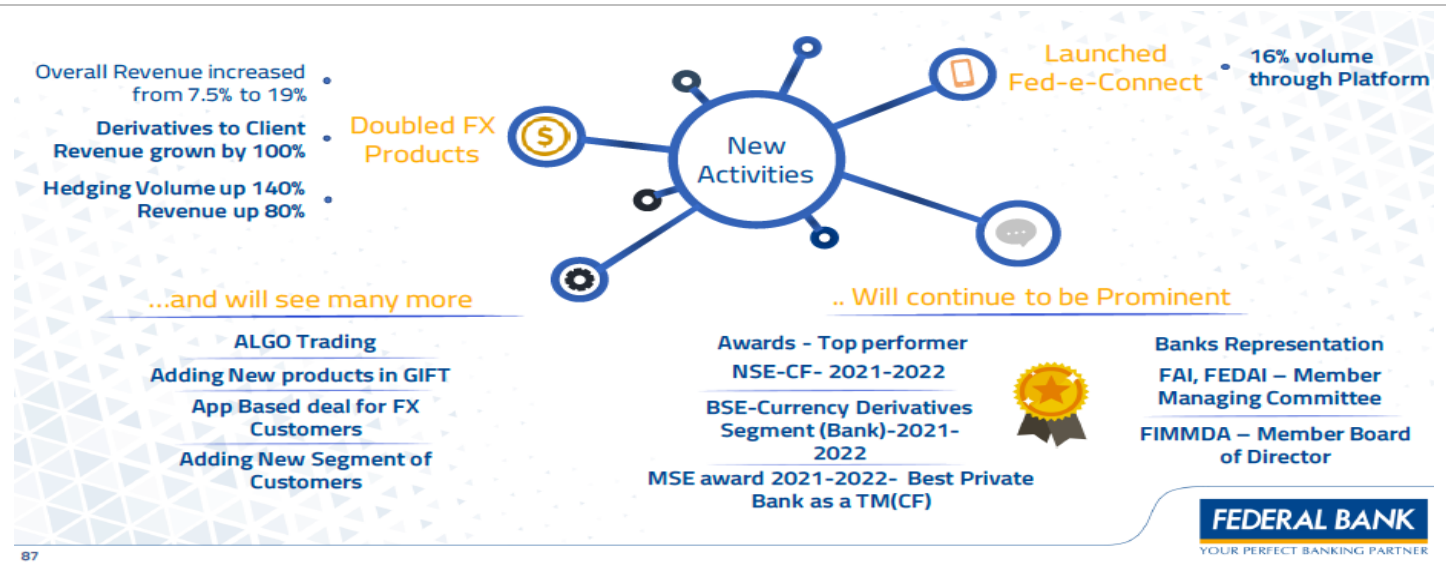 Overall Revenue increased
from 7.5% to 19%
Derivatives to Client
Revenue grown by 100%
Hedging Volume up 140%
Revenue up 80%
Doubled FX
Products
New
Activities
Launched
Fed-e-Connect
16% volume
through Platform
...and will see many more
ALGO Trading
Adding New products in GIFT
App Based deal for FX
Customers
Adding New Segment of
Customers
.. Will continue to be Prominent
Awards - Top performer
NSE-CF- 2021-2022
BSE-Currency Derivatives
Segment (Bank)-2021-
2022
MSE award 2021-2022- Best Private
Bank as a TM(CF)
Banks Representation
FAI, FEDAI – Member
Managing Committee
FIMMDA – Member Board
of Director
FEDERAL BANK
YOUR PERFECT BANKING PARTNER
87